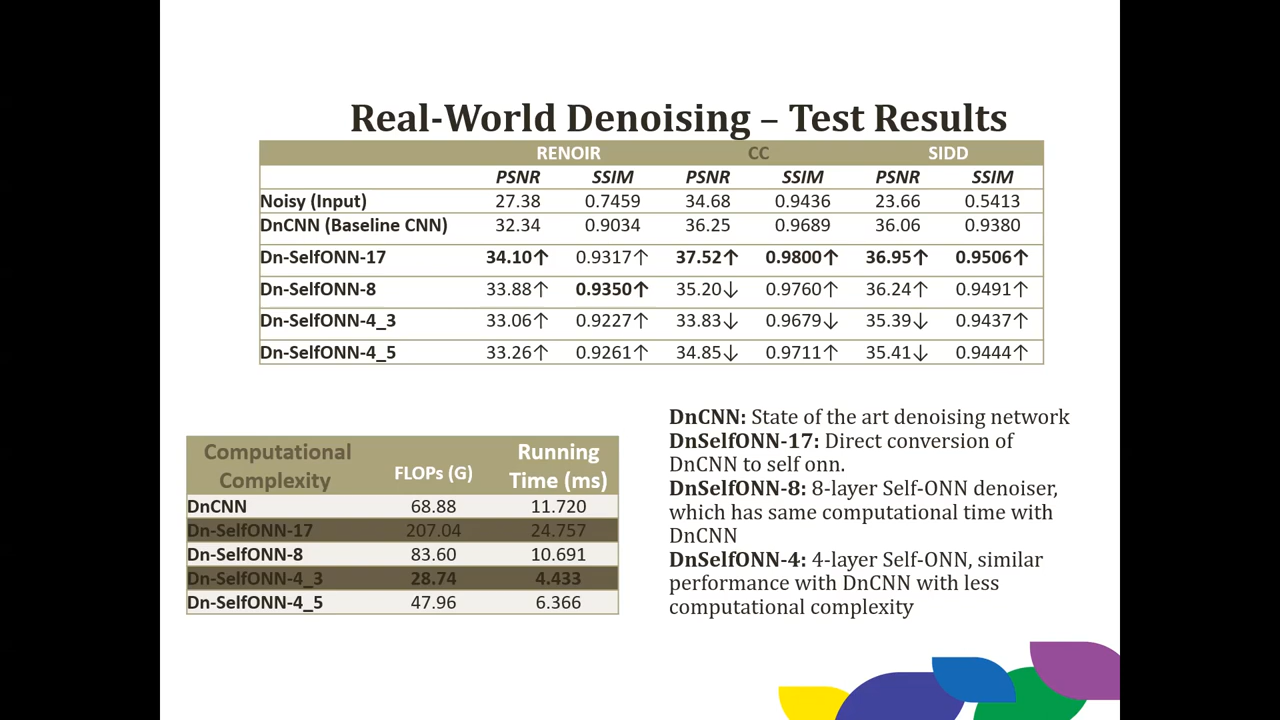 Real-World Denoising – Test Results
RENOIR CC SIDD
PSNR SSIM PSNR SSIM PSNR SSIM
Noisy (Input) 27.38 0.7459 34.68 0.9436 23.66 0.5413
DnCNN (Baseline CNN) 32.34 0.9034 36.25 0.9689 36.06 0.9380
Dn-SelfONN-17 34.10↑ 0.9317↑ 37.52↑ 0.9800↑ 36.95↑ 0.9506↑
Dn-SelfONN-8 33.88↑ 0.9350↑ 35.20↓ 0.9760↑ 36.24↑ 0.9491↑
Dn-SelfONN-4_3 33.06↑ 0.9227↑ 33.83↓ 0.9679↓ 35.39↓ 0.9437↑
Dn-SelfONN-4_5 33.26↑ 0.9261↑ 34.85↓ 0.9711↑ 35.41↓ 0.9444↑
Computational
Complexity
FLOPs (G)
Running
Time (ms)
DnCNN 68.88 11.720
Dn-SelfONN-17 207.04 24.757
Dn-SelfONN-8 83.60 10.691
Dn-SelfONN-4_3 28.74 4.433
Dn-SelfONN-4_5 47.96 6.366
DnCNN: State of the art denoising network
DnSelfONN-17: Direct conversion of
DnCNN to self onn.
DnSelfONN-8: 8-layer Self-ONN denoiser,
which has same computational time with
DnCNN
DnSelfONN-4: 4-layer Self-ONN, similar
performance with DnCNN with less
computational complexity